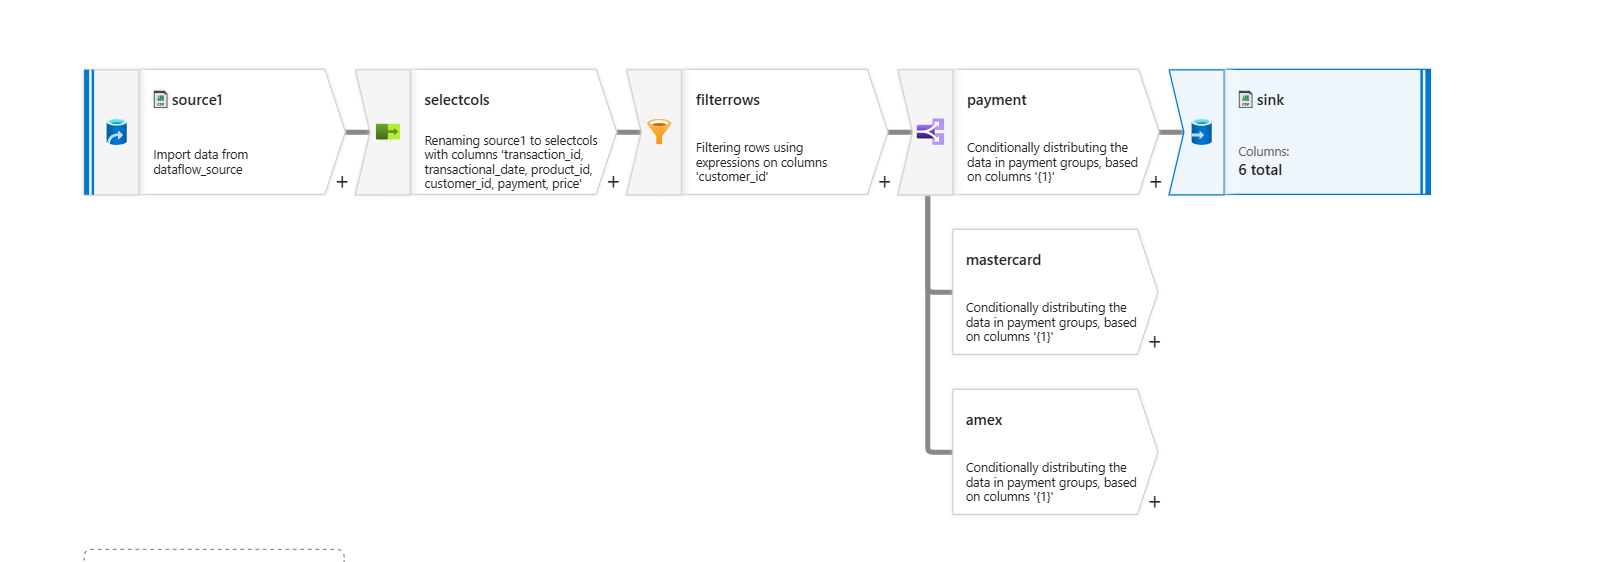 source1
Import data from
dataflow_source
+
selectcols
Renaming source1 to selectcols
with columns 'transaction_id,
transactional_date, product_id,
customer_id, payment, price'
+
filterrows
Filtering rows using
expressions on columns
'customer_id'
+
payment
Conditionally distributing the
data in payment groups, based
on columns '{1}'
+
sink
Columns:
6 total
mastercard
Conditionally distributing the
data in payment groups, based
on columns '{1}'
+
amex
Conditionally distributing the
data in payment groups, based
on columns '{1}'
+